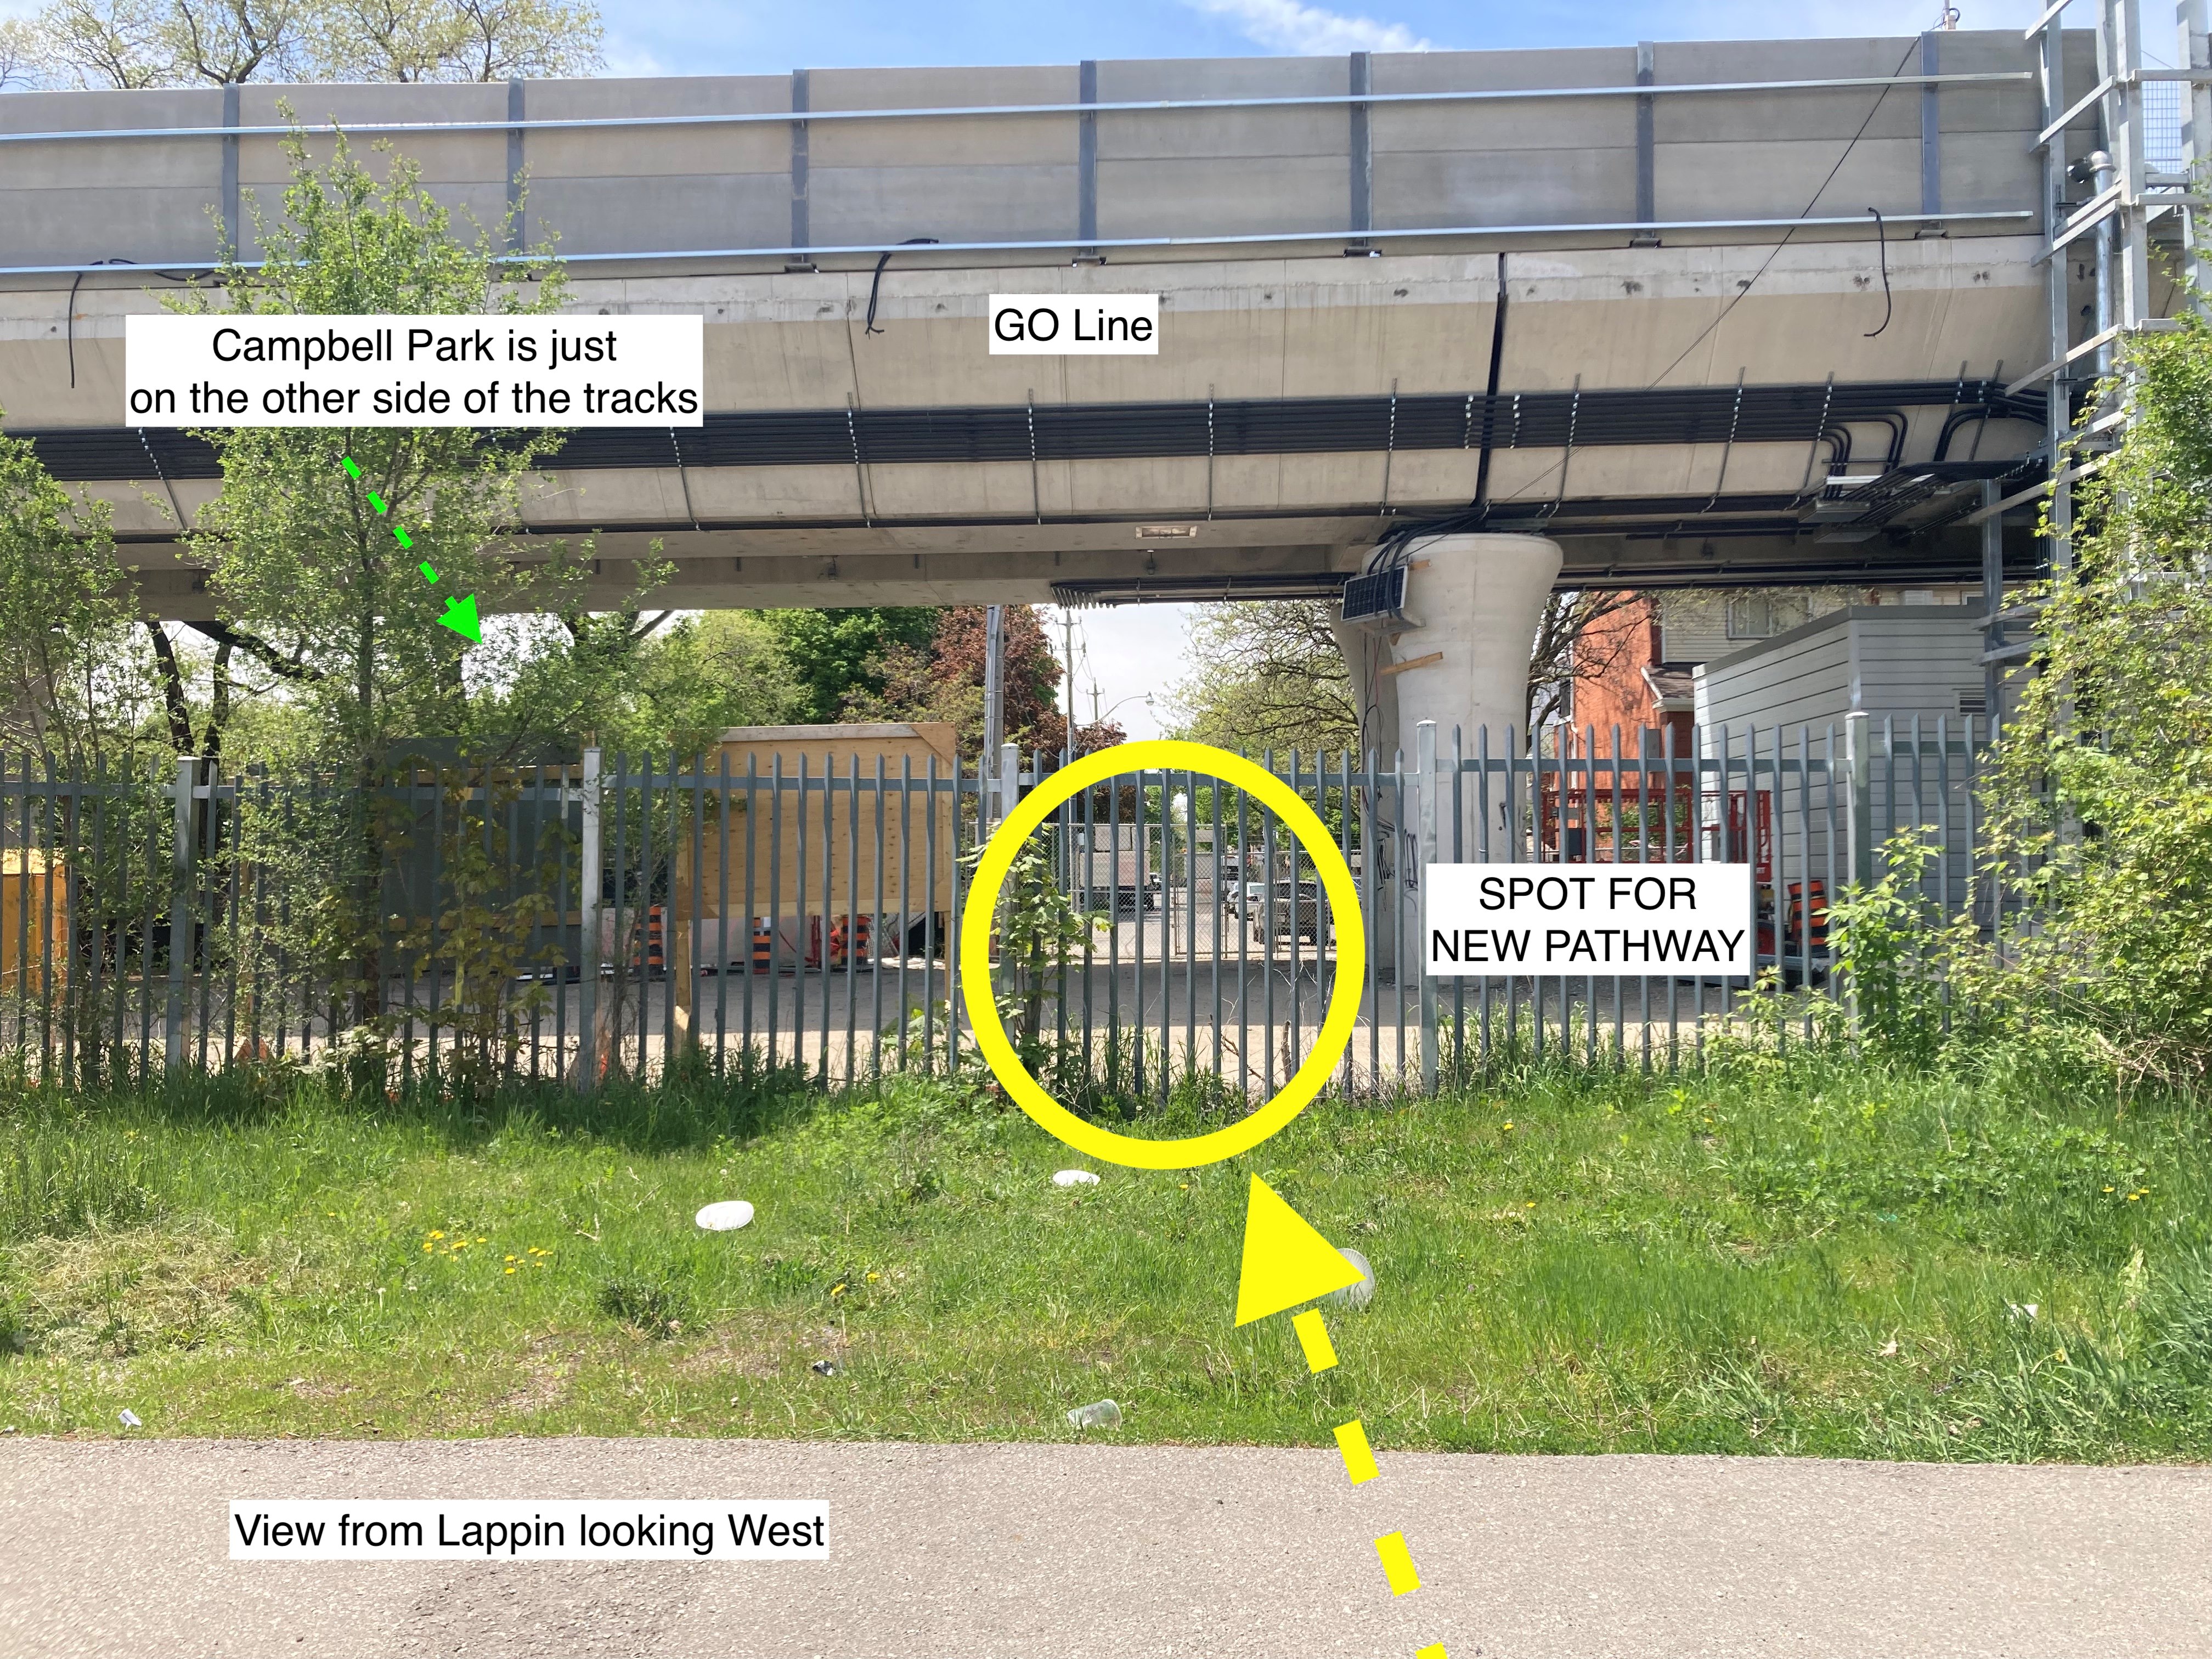 GO Line
Campbell Park is just
on the other side of the tracks
SPOT FOR
NEW PATHWAY
View from Lappin looking West